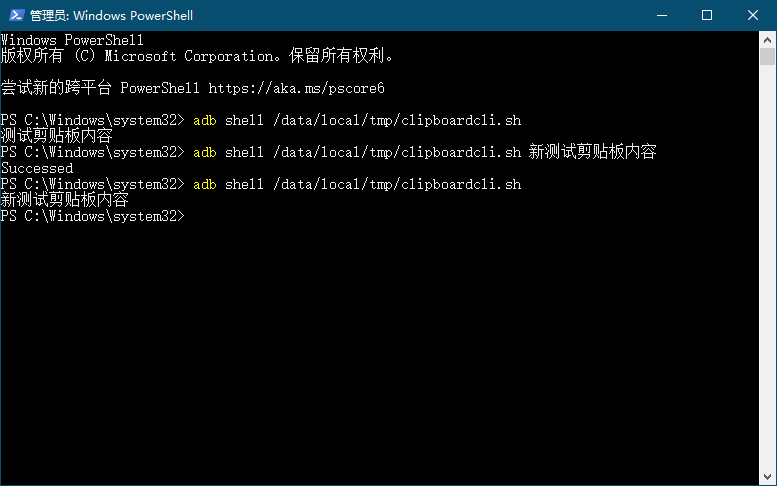 管理员: Windows PowerShell
Windows PowerShell
版权所有 (C) Microsoft Corporation。保留所有权利。
尝试新的跨平台 PowerShell https://aka.ms/pscore6
PS C:\Windows\system32> adb shell /data/local/tmp/clipboardcli.sh
测试剪贴板内容
PS C:\Windows\system32> adb shell /data/local/tmp/clipboardcli.sh 新测试剪贴板内容
Successed
PS C:\Windows\system32> adb shell /data/local/tmp/clipboardcli.sh
新测试剪贴板内容
PS C:\Windows\system32>